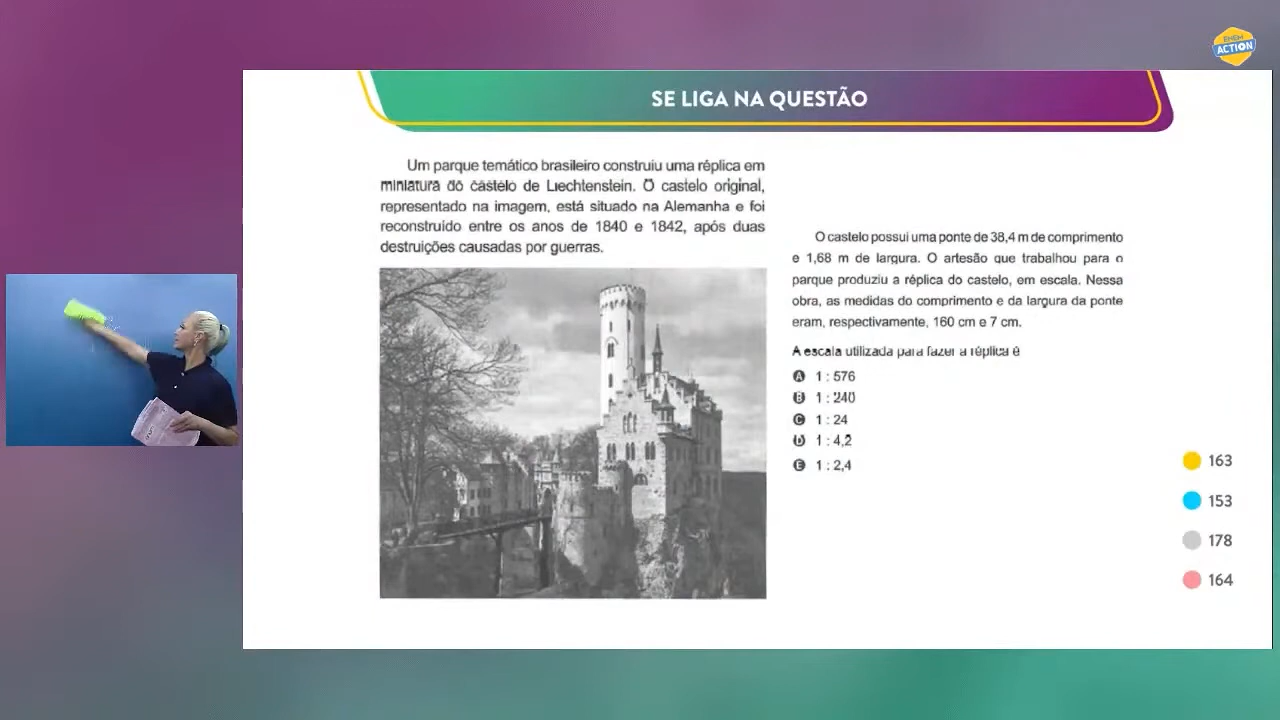 ENEM
ACTION
SE LIGA NA QUESTÃO
Um parque temático brasileiro construiu uma réplica em
miniatura do castelo de Liechtenstein. O castelo original,
representado na imagem, está situado na Alemanha e foi
reconstruído entre os anos de 1840 e 1842, após duas
destruições causadas por guerras.
O castelo possui uma ponte de 38,4 m de comprimento
e 1,68 m de largura. O artesão que trabalhou para o
parque produziu a réplica do castelo, em escala. Nessa
obra, as medidas do comprimento e da largura da ponte
eram, respectivamente, 160 cm e 7 cm.
A escala utilizada para fazer a réplica é
A 1 : 576
B 1 : 240
C 1 : 24
D 1 : 4,2
E 1 : 2,4
163
153
178
164